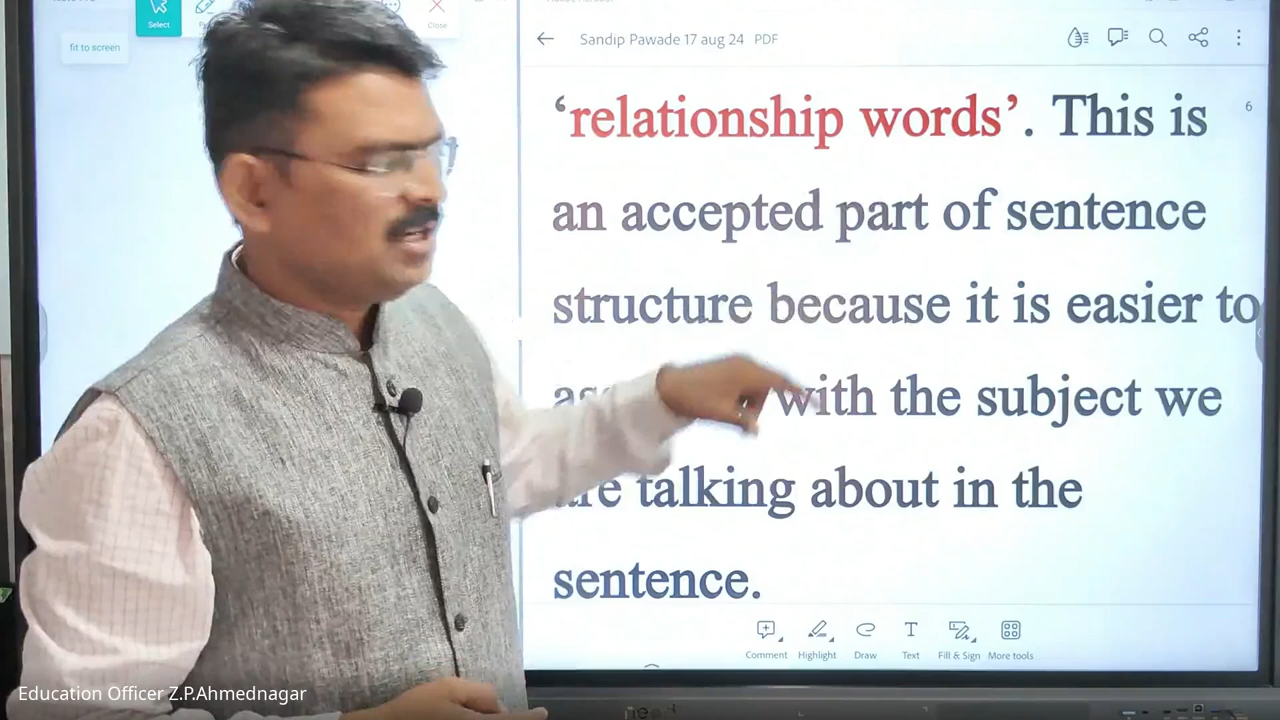 Select
Close
fit to screen
Sandip Pawade 17 aug 24 PDF
‘relationship words’. This is
6
an accepted part of sentence
structure because it is easier to
with the subject we
are talking about in the
sentence.
Comment
Highlight
Draw
Text
Fill & Sign
More tools
Education Officer Z.P.Ahmednagar